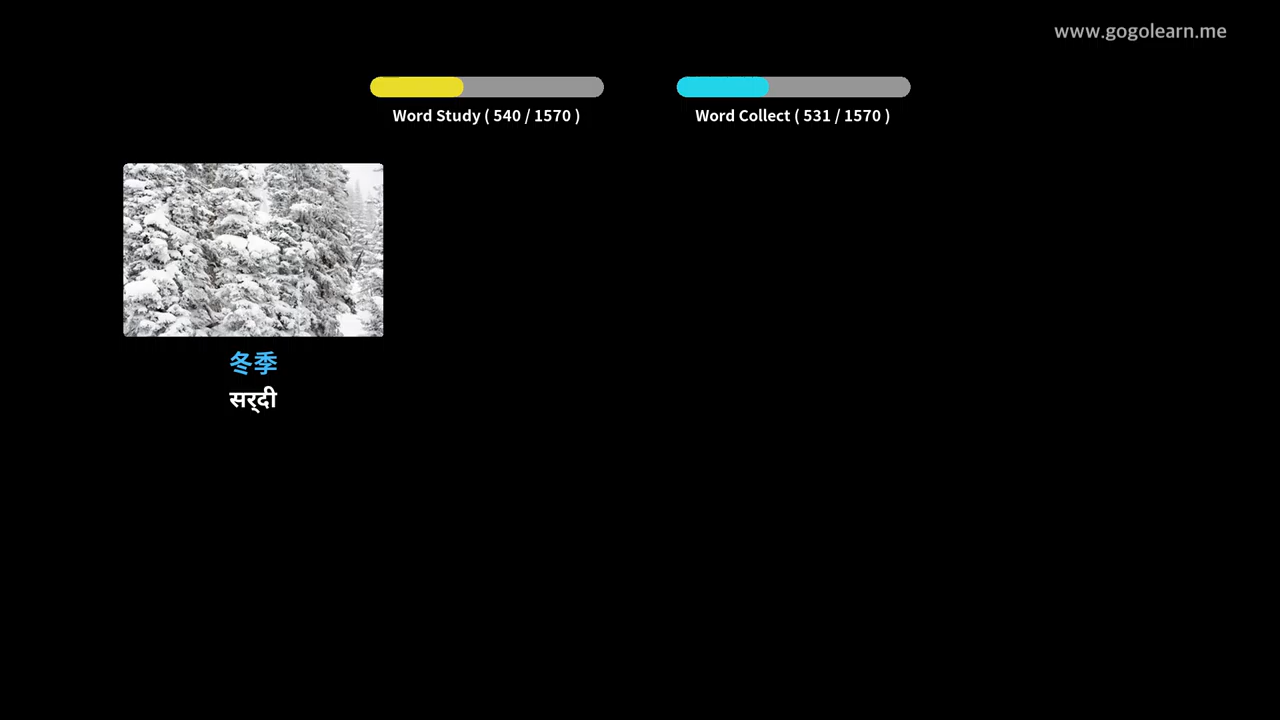 www.gogolearn.me
Word Study ( 540 / 1570 )
Word Collect ( 531 / 1570 )
冬季
सर्दी